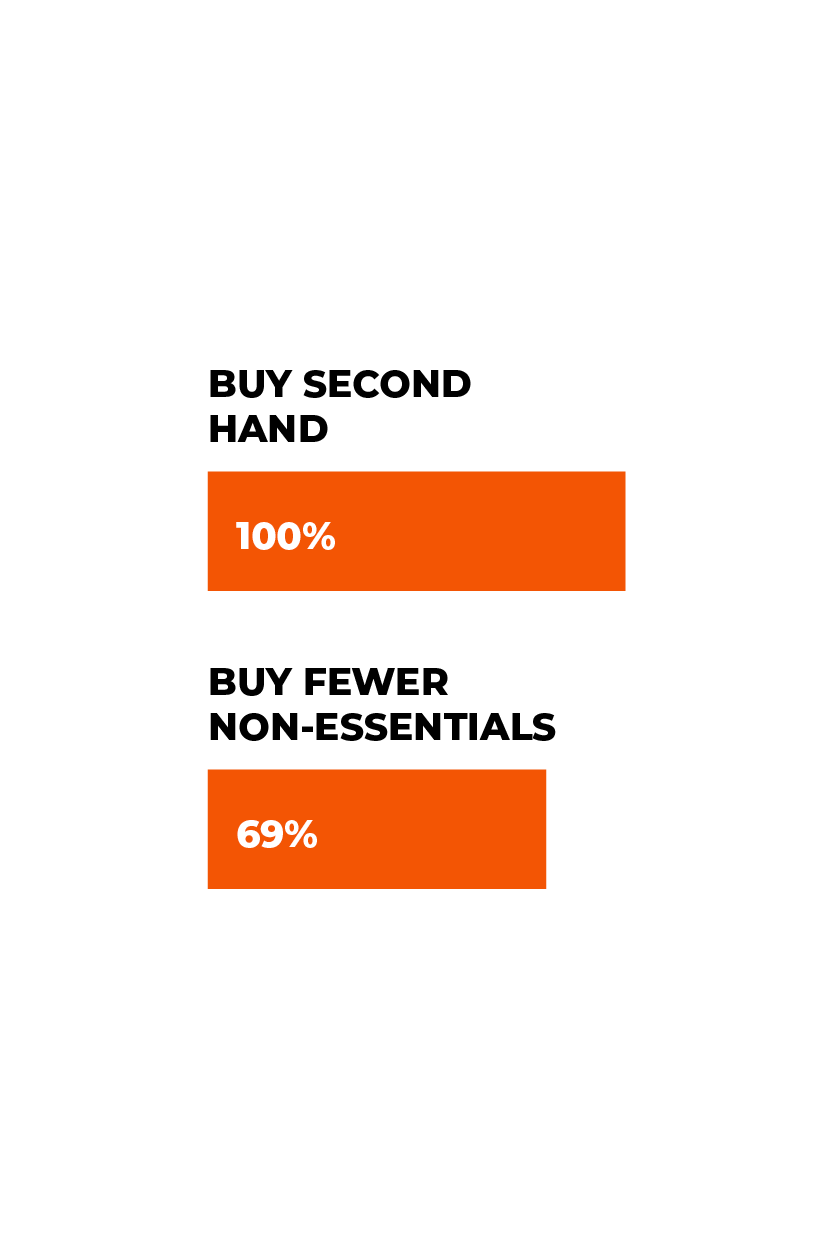 BUY SECOND
HAND
100%
BUY FEWER
NON-ESSENTIALS
69%